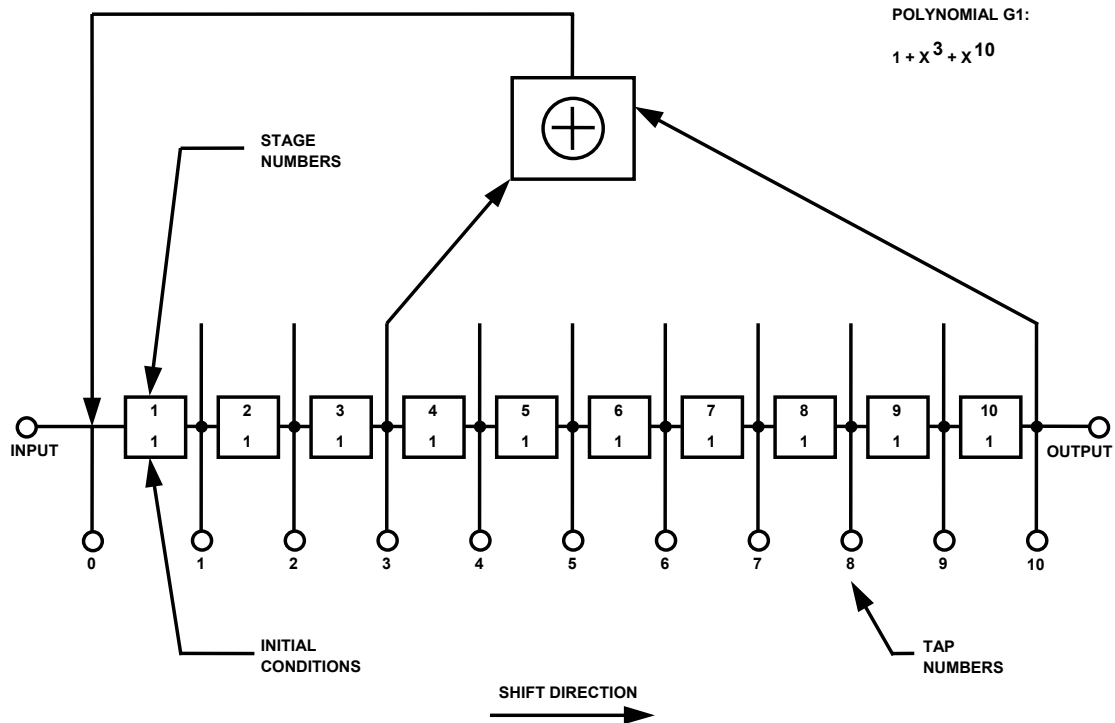 POLYNOMIAL G1:
1 + X^3 + X^10
STAGE
NUMBERS
1 2 3 4 5 6 7 8 9 10
1 1 1 1 1 1 1 1 1 1
INPUT
OUTPUT
0 1 2 3 4 5 6 7 8 9 10
INITIAL
CONDITIONS
TAP
NUMBERS
SHIFT DIRECTION